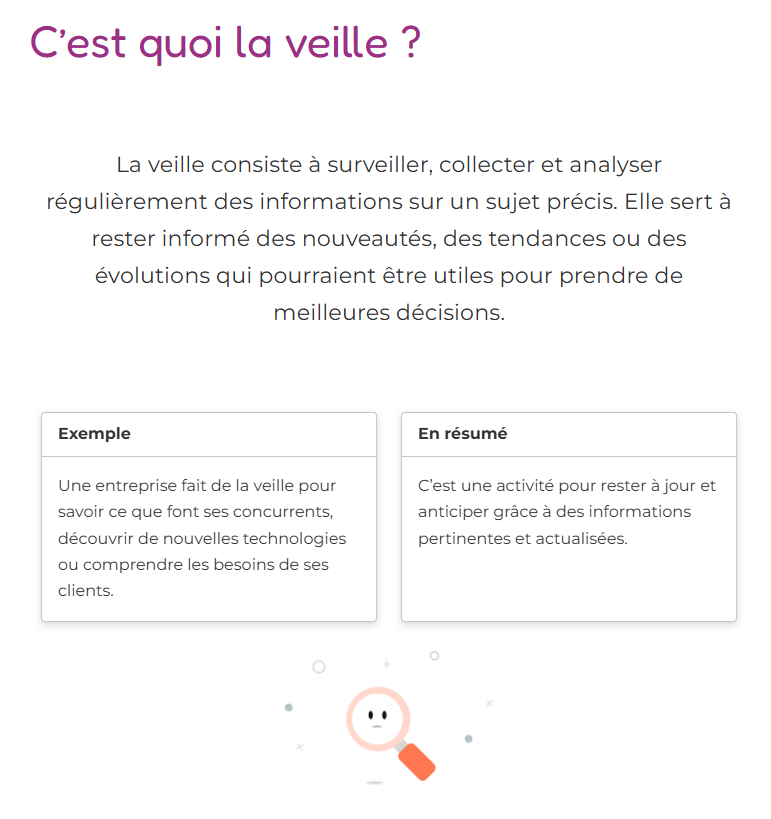 C’est quoi la veille ?
La veille consiste à surveiller, collecter et analyser
régulièrement des informations sur un sujet précis. Elle sert à
rester informé des nouveautés, des tendances ou des
évolutions qui pourraient être utiles pour prendre de
meilleures décisions.
Exemple
Une entreprise fait de la veille pour
savoir ce que font ses concurrents,
découvrir de nouvelles technologies
ou comprendre les besoins de ses
clients.
En résumé
C’est une activité pour rester à jour et
anticiper grâce à des informations
pertinentes et actualisées.